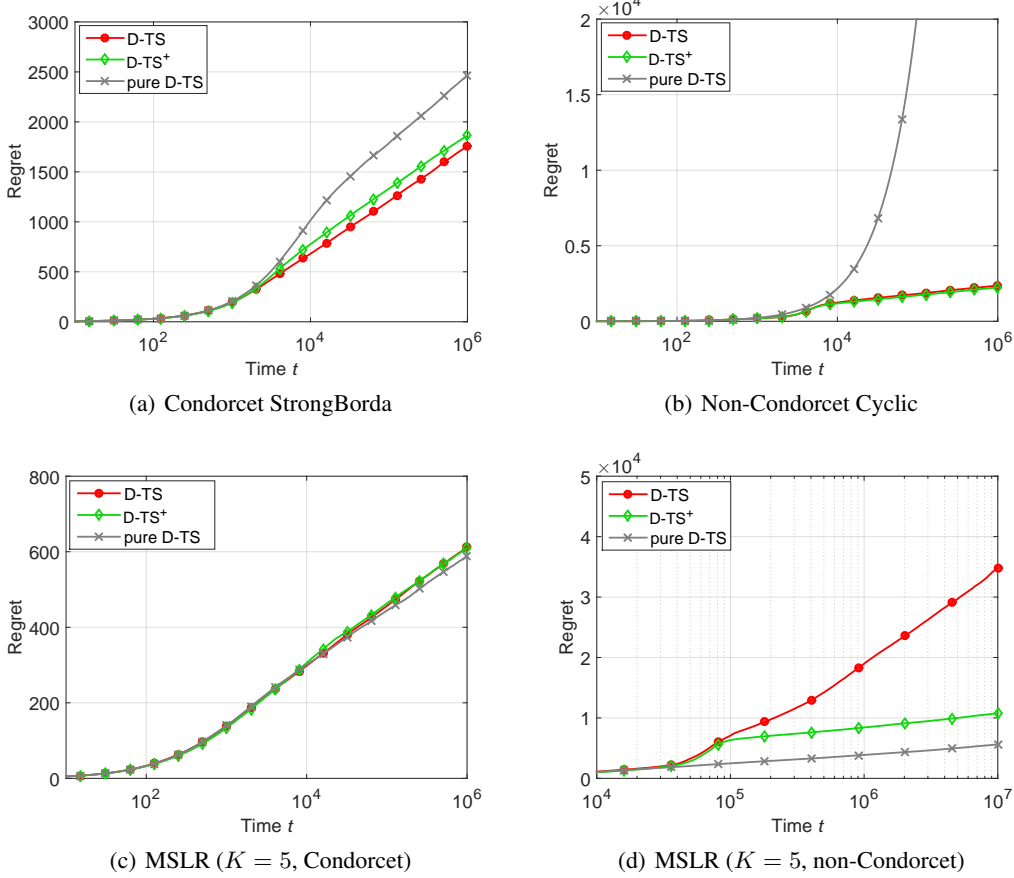 3000
2500
2000
1500
1000
500
0
Regret
D-TS
D-TS+
pure D-TS
10^2 10^4 10^6
Time t
(a) Condorcet StrongBorda
×10^4
2
1.5
1
0.5
0
Regret
D-TS
D-TS+
pure D-TS
10^2 10^4 10^6
Time t
(b) Non-Condorcet Cyclic
800
600
400
200
0
Regret
D-TS
D-TS+
pure D-TS
10^2 10^4 10^6
Time t
(c) MSLR (K = 5, Condorcet)
×10^4
5
4
3
2
1
0
Regret
D-TS
D-TS+
pure D-TS
10^4 10^5 10^6 10^7
Time t
(d) MSLR (K = 5, non-Condorcet)